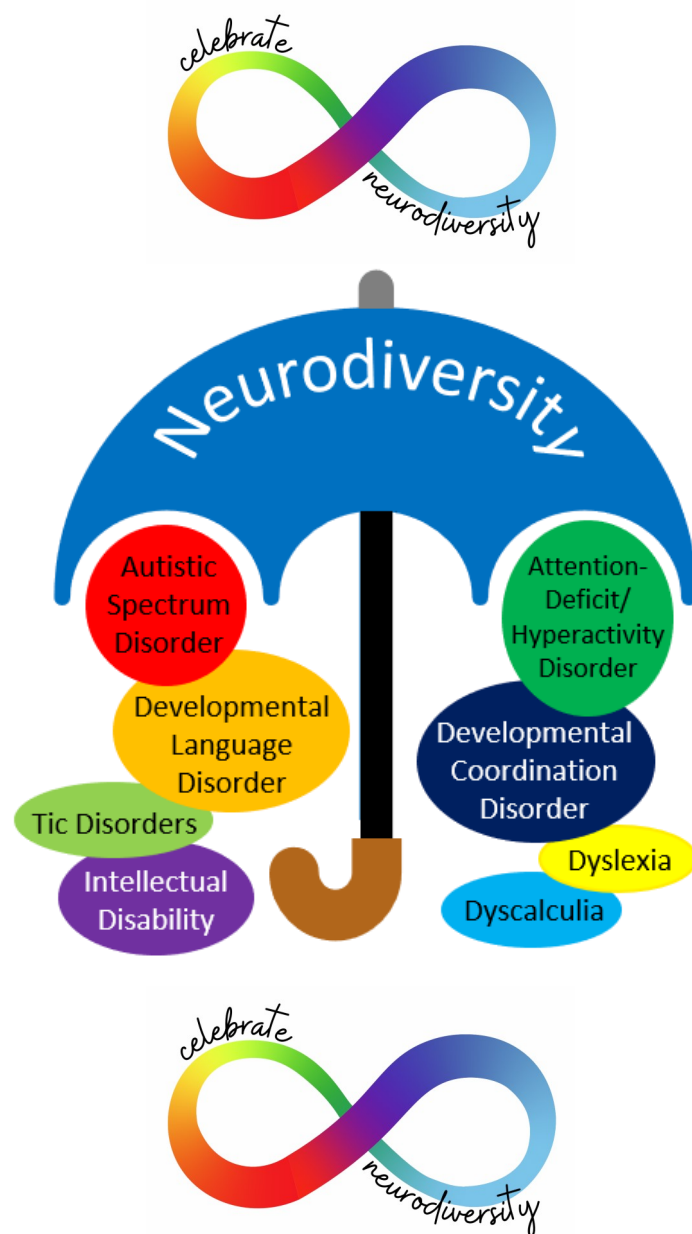 celebrate
neurodiversity
Neurodiversity
Autistic
Spectrum
Disorder
Developmental
Language
Disorder
Tic Disorders
Intellectual
Disability
Attention-
Deficit/
Hyperactivity
Disorder
Developmental
Coordination
Disorder
Dyslexia
Dyscalculia
celebrate
neurodiversity